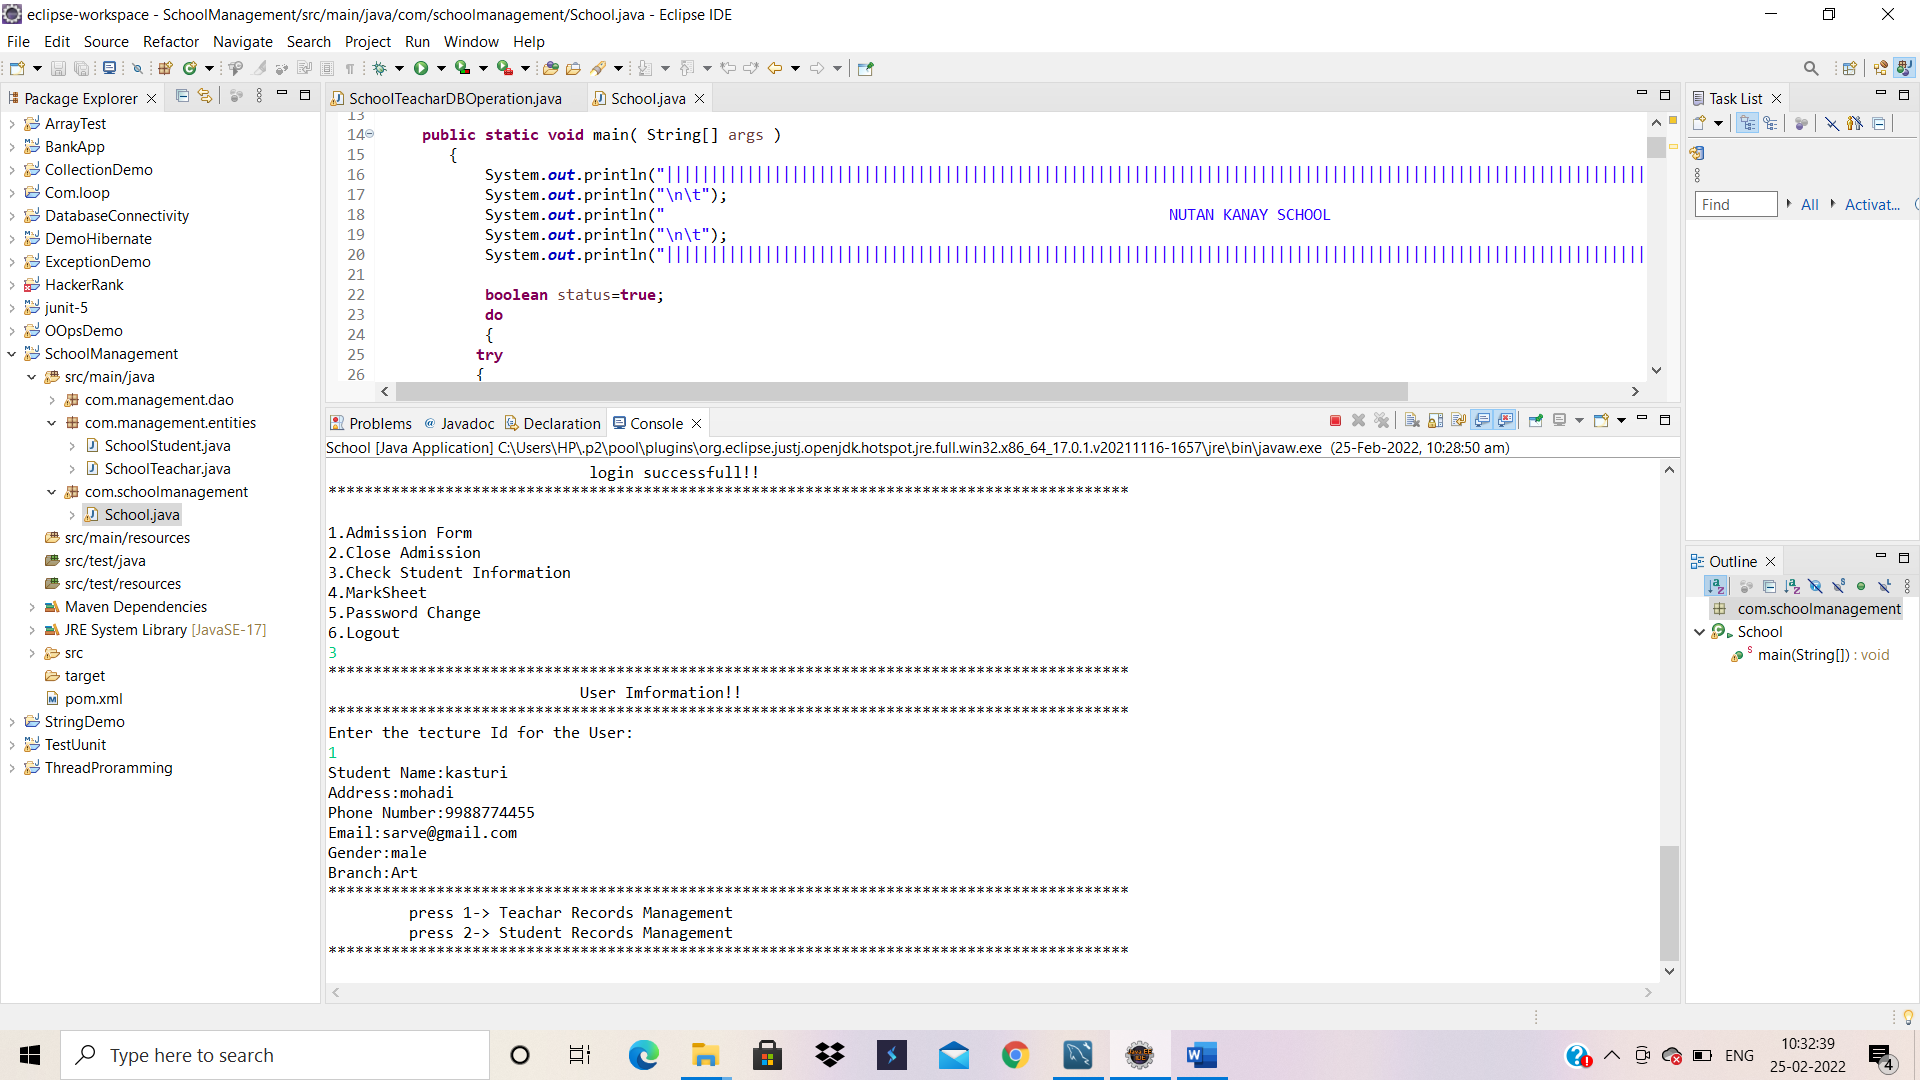 eclipse-workspace - SchoolManagement/src/main/java/com/schoolmanagement/School.java - Eclipse IDE
File Edit Source Refactor Navigate Search Project Run Window Help
Package Explorer
ArrayTest
BankApp
CollectionDemo
Com.loop
DatabaseConnectivity
DemoHibernate
ExceptionDemo
HackerRank
junit-5
OOpsDemo
SchoolManagement
src/main/java
com.management.dao
com.management.entities
SchoolStudent.java
SchoolTeachar.java
com.schoolmanagement
School.java
src/main/resources
src/test/java
src/test/resources
Maven Dependencies
JRE System Library [JavaSE-17]
src
target
pom.xml
StringDemo
TestUunit
ThreadProramming
SchoolTeacharDBOperation.java School.java
13
14 public static void main( String[] args )
15 {
16 System.out.println("||||||||||||||||||||||||||||||||||||||||||||||||||||||||||||||||||||||||||||||||||||||||||||||||||||||||||||
17 System.out.println("\n\t");
18 System.out.println(" NUTAN KANAY SCHOOL
19 System.out.println("\n\t");
20 System.out.println("||||||||||||||||||||||||||||||||||||||||||||||||||||||||||||||||||||||||||||||||||||||||||||||||||||||||||||
21
22 boolean status=true;
23 do
24 {
25 try
26 {
Problems Javadoc Declaration Console
School [Java Application] C:\Users\HP\.p2\pool\plugins\org.eclipse.justj.openjdk.hotspot.jre.full.win32.x86_64_17.0.1.v20211116-1657\jre\bin\javaw.exe (25-Feb-2022, 10:28:50 am)
login successfull!!
*****************************************************************************************
1.Admission Form
2.Close Admission
3.Check Student Information
4.MarkSheet
5.Password Change
6.Logout
3
*****************************************************************************************
User Imformation!!
*****************************************************************************************
Enter the tecture Id for the User:
1
Student Name:kasturi
Address:mohadi
Phone Number:9988774455
Email:sarve@gmail.com
Gender:male
Branch:Art
*****************************************************************************************
press 1-> Teachar Records Management
press 2-> Student Records Management
*****************************************************************************************
Task List
Find All Activat...
Outline
com.schoolmanagement
School
main(String[]) : void
Type here to search
ENG
10:32:39
25-02-2022
4